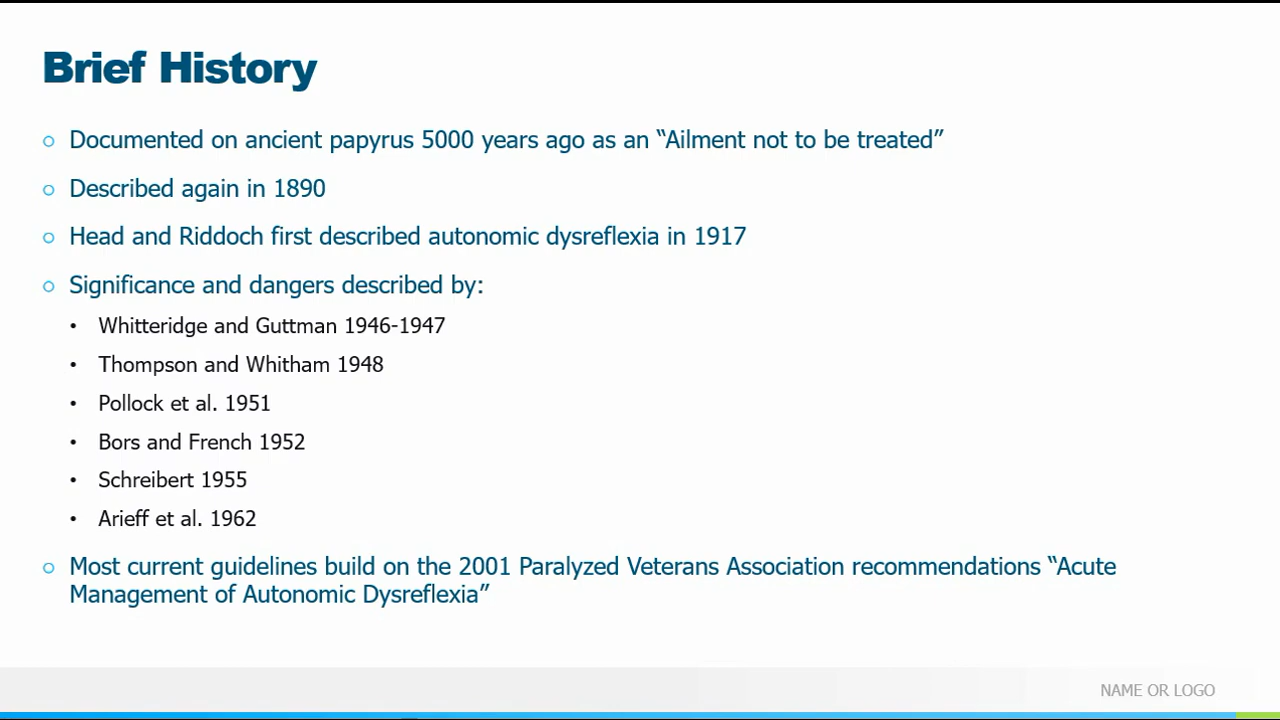 Brief History
Documented on ancient papyrus 5000 years ago as an “Ailment not to be treated”
Described again in 1890
Head and Riddoch first described autonomic dysreflexia in 1917
Significance and dangers described by:
Whitteridge and Guttman 1946-1947
Thompson and Whitham 1948
Pollock et al. 1951
Bors and French 1952
Schreibert 1955
Arieff et al. 1962
Most current guidelines build on the 2001 Paralyzed Veterans Association recommendations “Acute
Management of Autonomic Dysreflexia”
NAME OR LOGO